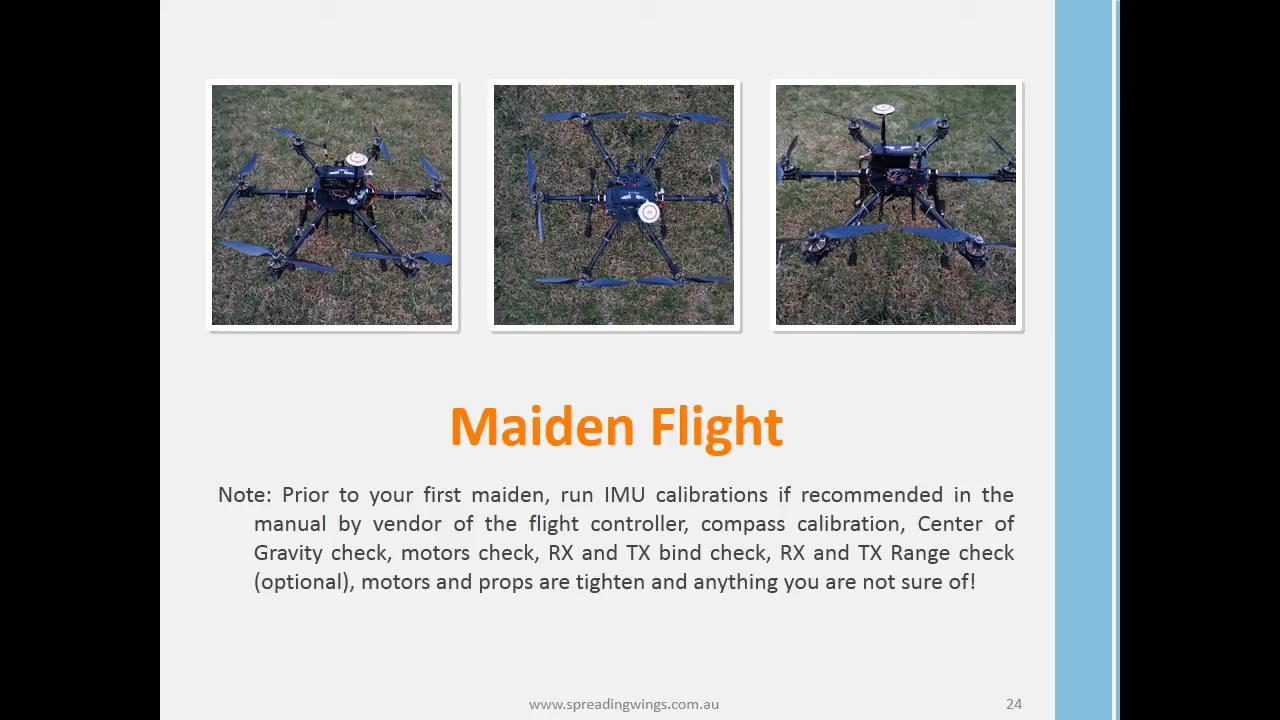 Maiden Flight
Note: Prior to your first maiden, run IMU calibrations if recommended in the
manual by vendor of the flight controller, compass calibration, Center of
Gravity check, motors check, RX and TX bind check, RX and TX Range check
(optional), motors and props are tighten and anything you are not sure of!
www.spreadingwings.com.au
24